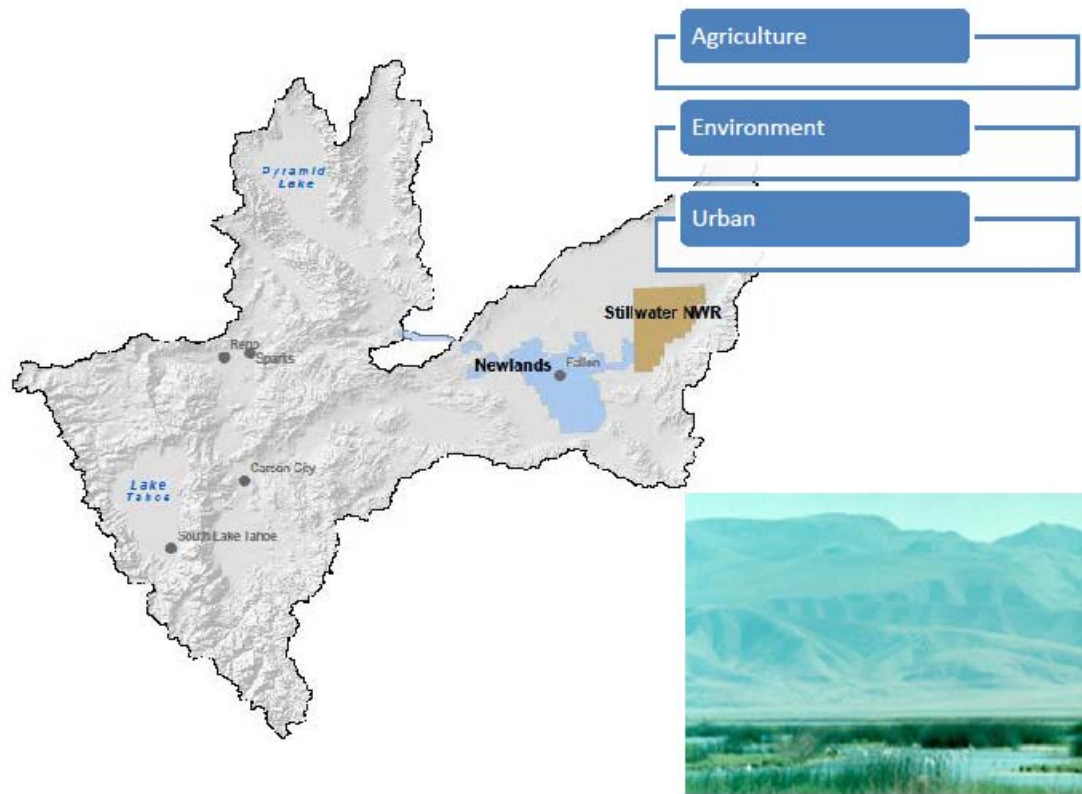 Agriculture
Environment
Urban
Pyramid
Lake
Stillwater NWR
Reno
Sparks
Newlands
Fallon
Carson City
Lake
Tahoe
South Lake Tahoe